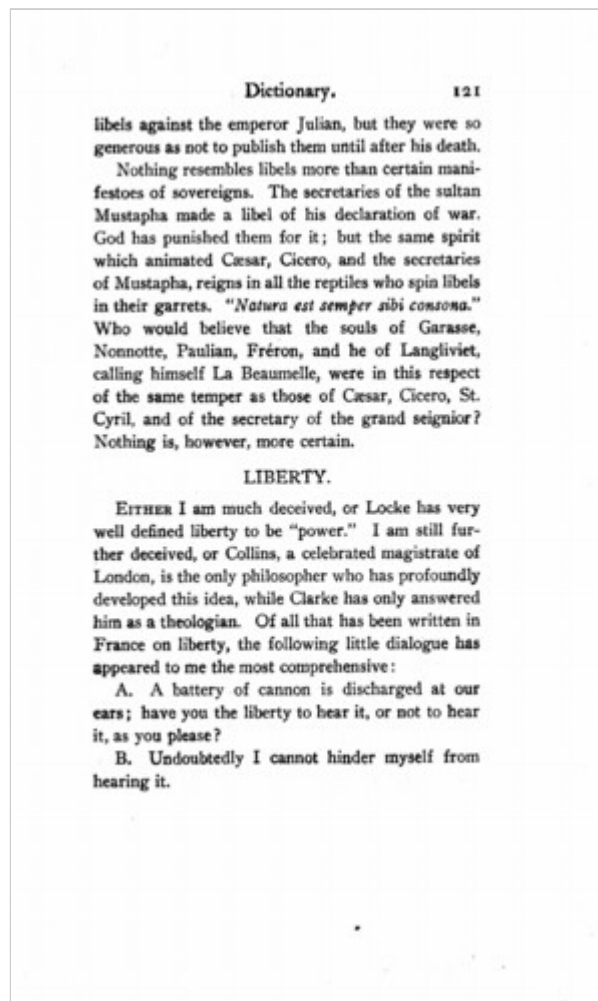 Dictionary. 121
libels against the emperor Julian, but they were so
generous as not to publish them until after his death.
Nothing resembles libels more than certain mani-
festoes of sovereigns. The secretaries of the sultan
Mustapha made a libel of his declaration of war.
God has punished them for it; but the same spirit
which animated Cæsar, Cicero, and the secretaries
of Mustapha, reigns in all the reptiles who spin libels
in their garrets. "Natura est semper sibi consona."
Who would believe that the souls of Garasse,
Nonnotte, Paulian, Fréron, and he of Langliviet,
calling himself La Beaumelle, were in this respect
of the same temper as those of Cæsar, Cicero, St.
Cyril, and of the secretary of the grand seignior?
Nothing is, however, more certain.
LIBERTY.
EITHER I am much deceived, or Locke has very
well defined liberty to be "power." I am still fur-
ther deceived, or Collins, a celebrated magistrate of
London, is the only philosopher who has profoundly
developed this idea, while Clarke has only answered
him as a theologian. Of all that has been written in
France on liberty, the following little dialogue has
appeared to me the most comprehensive:
A. A battery of cannon is discharged at our
ears; have you the liberty to hear it, or not to hear
it, as you please?
B. Undoubtedly I cannot hinder myself from
hearing it.